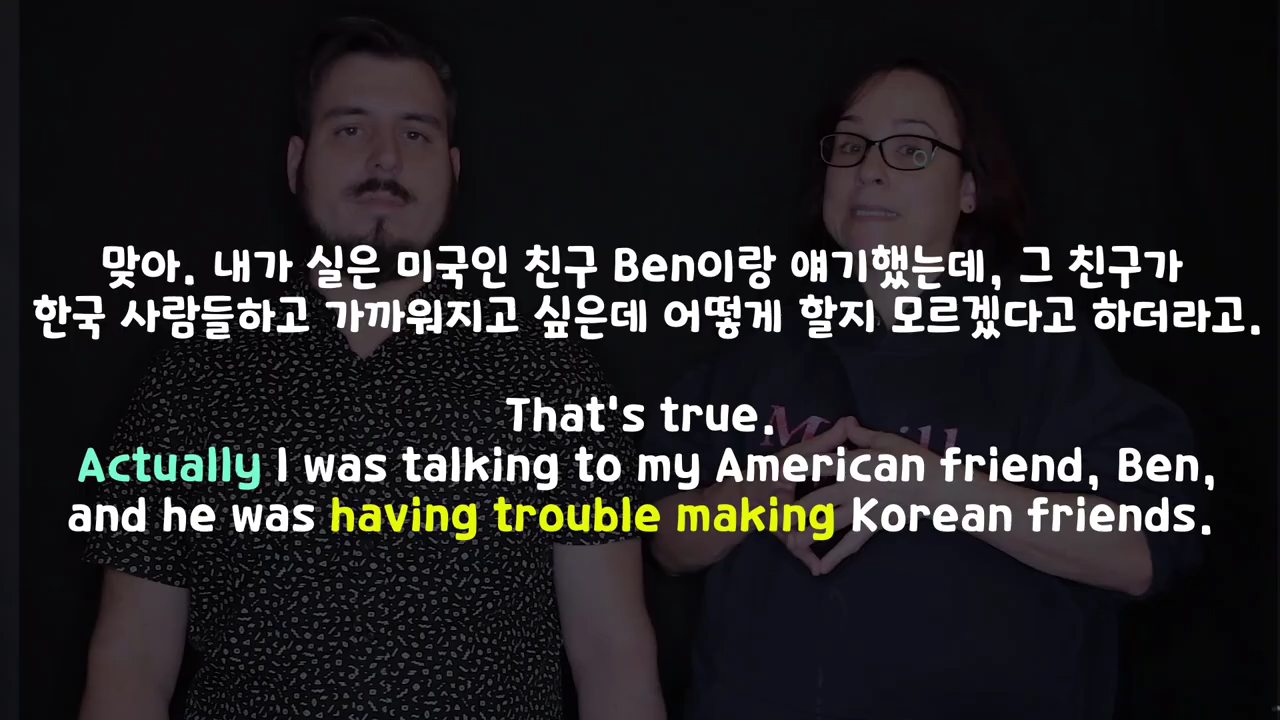 맞아. 내가 실은 미국인 친구 Ben이랑 얘기했는데, 그 친구가
한국 사람들하고 가까워지고 싶은데 어떻게 할지 모르겠다고 하더라고.
That's true.
Actually I was talking to my American friend, Ben,
and he was having trouble making Korean friends.